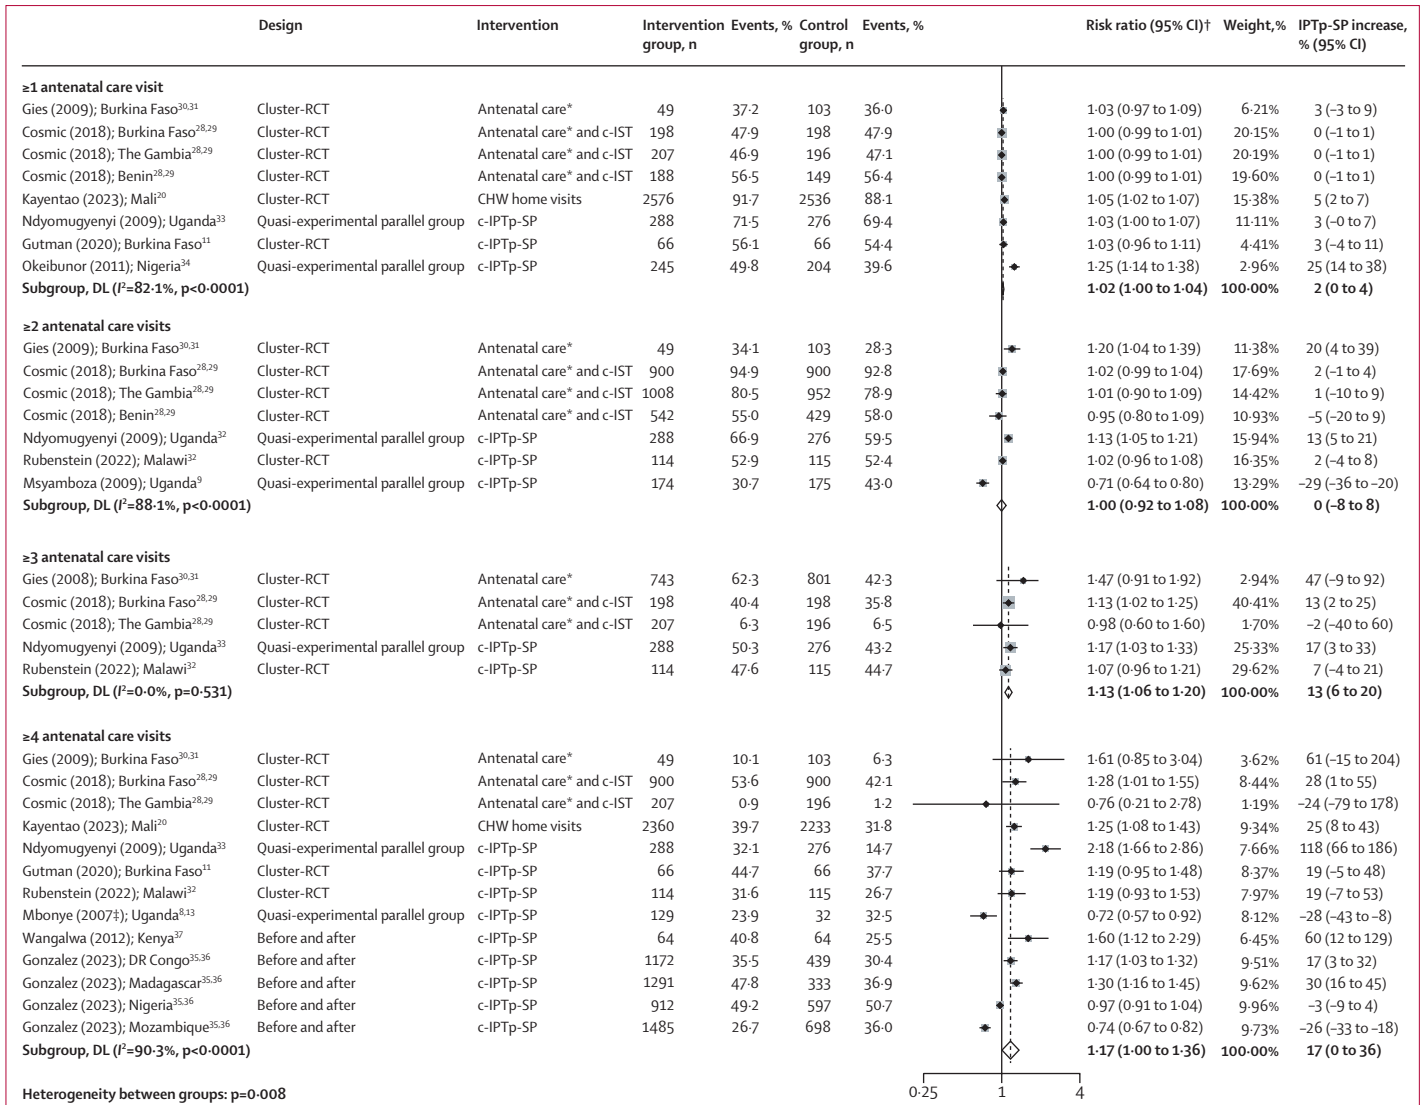 Design Intervention Intervention group, n Events, % Control group, n Events, % Risk ratio (95% CI)† Weight,% IPTp-SP increase, % (95% CI)
≥1 antenatal care visit
Gies (2009); Burkina Faso30,31 Cluster-RCT Antenatal care* 49 37·2 103 36·0 1·03 (0·97 to 1·09) 6·21% 3 (–3 to 9)
Cosmic (2018); Burkina Faso28,29 Cluster-RCT Antenatal care* and c-IST 198 47·9 198 47·9 1·00 (0·99 to 1·01) 20·15% 0 (–1 to 1)
Cosmic (2018); The Gambia28,29 Cluster-RCT Antenatal care* and c-IST 207 46·9 196 47·1 1·00 (0·99 to 1·01) 20·19% 0 (–1 to 1)
Cosmic (2018); Benin28,29 Cluster-RCT Antenatal care* and c-IST 188 56·5 149 56·4 1·00 (0·99 to 1·01) 19·60% 0 (–1 to 1)
Kayentao (2023); Mali20 Cluster-RCT CHW home visits 2576 91·7 2536 88·1 1·05 (1·02 to 1·07) 15·38% 5 (2 to 7)
Ndyomugyenyi (2009); Uganda33 Quasi-experimental parallel group c-IPTp-SP 288 71·5 276 69·4 1·03 (1·00 to 1·07) 11·11% 3 (–0 to 7)
Gutman (2020); Burkina Faso11 Cluster-RCT c-IPTp-SP 66 56·1 66 54·4 1·03 (0·96 to 1·11) 4·41% 3 (–4 to 11)
Okeibunor (2011); Nigeria34 Quasi-experimental parallel group c-IPTp-SP 245 49·8 204 39·6 1·25 (1·14 to 1·38) 2·96% 25 (14 to 38)
Subgroup, DL (I²=82·1%, p<0·0001) 1·02 (1·00 to 1·04) 100·00% 2 (0 to 4)
≥2 antenatal care visits
Gies (2009); Burkina Faso30,31 Cluster-RCT Antenatal care* 49 34·1 103 28·3 1·20 (1·04 to 1·39) 11·38% 20 (4 to 39)
Cosmic (2018); Burkina Faso28,29 Cluster-RCT Antenatal care* and c-IST 900 94·9 900 92·8 1·02 (0·99 to 1·04) 17·69% 2 (–1 to 4)
Cosmic (2018); The Gambia28,29 Cluster-RCT Antenatal care* and c-IST 1008 80·5 952 78·9 1·01 (0·90 to 1·09) 14·42% 1 (–10 to 9)
Cosmic (2018); Benin28,29 Cluster-RCT Antenatal care* and c-IST 542 55·0 429 58·0 0·95 (0·80 to 1·09) 10·93% –5 (–20 to 9)
Ndyomugyenyi (2009); Uganda32 Quasi-experimental parallel group c-IPTp-SP 288 66·9 276 59·5 1·13 (1·05 to 1·21) 15·94% 13 (5 to 21)
Rubenstein (2022); Malawi32 Cluster-RCT c-IPTp-SP 114 52·9 115 52·4 1·02 (0·96 to 1·08) 16·35% 2 (–4 to 8)
Msyamboza (2009); Uganda9 Quasi-experimental parallel group c-IPTp-SP 174 30·7 175 43·0 0·71 (0·64 to 0·80) 13·29% –29 (–36 to –20)
Subgroup, DL (I²=88·1%, p<0·0001) 1·00 (0·92 to 1·08) 100·00% 0 (–8 to 8)
≥3 antenatal care visits
Gies (2008); Burkina Faso30,31 Cluster-RCT Antenatal care* 743 62·3 801 42·3 1·47 (0·91 to 1·92) 2·94% 47 (–9 to 92)
Cosmic (2018); Burkina Faso28,29 Cluster-RCT Antenatal care* and c-IST 198 40·4 198 35·8 1·13 (1·02 to 1·25) 40·41% 13 (2 to 25)
Cosmic (2018); The Gambia28,29 Cluster-RCT Antenatal care* and c-IST 207 6·3 196 6·5 0·98 (0·60 to 1·60) 1·70% –2 (–40 to 60)
Ndyomugyenyi (2009); Uganda33 Quasi-experimental parallel group c-IPTp-SP 288 50·3 276 43·2 1·17 (1·03 to 1·33) 25·33% 17 (3 to 33)
Rubenstein (2022); Malawi32 Cluster-RCT c-IPTp-SP 114 47·6 115 44·7 1·07 (0·96 to 1·21) 29·62% 7 (–4 to 21)
Subgroup, DL (I²=0·0%, p=0·531) 1·13 (1·06 to 1·20) 100·00% 13 (6 to 20)
≥4 antenatal care visits
Gies (2009); Burkina Faso30,31 Cluster-RCT Antenatal care* 49 10·1 103 6·3 1·61 (0·85 to 3·04) 3·62% 61 (–15 to 204)
Cosmic (2018); Burkina Faso28,29 Cluster-RCT Antenatal care* and c-IST 900 53·6 900 42·1 1·28 (1·01 to 1·55) 8·44% 28 (1 to 55)
Cosmic (2018); The Gambia28,29 Cluster-RCT Antenatal care* and c-IST 207 0·9 196 1·2 0·76 (0·21 to 2·78) 1·19% –24 (–79 to 178)
Kayentao (2023); Mali20 Cluster-RCT CHW home visits 2360 39·7 2233 31·8 1·25 (1·08 to 1·43) 9·34% 25 (8 to 43)
Ndyomugyenyi (2009); Uganda33 Quasi-experimental parallel group c-IPTp-SP 288 32·1 276 14·7 2·18 (1·66 to 2·86) 7·66% 118 (66 to 186)
Gutman (2020); Burkina Faso11 Cluster-RCT c-IPTp-SP 66 44·7 66 37·7 1·19 (0·95 to 1·48) 8·37% 19 (–5 to 48)
Rubenstein (2022); Malawi32 Cluster-RCT c-IPTp-SP 114 31·6 115 26·7 1·19 (0·93 to 1·53) 7·97% 19 (–7 to 53)
Mbonye (2007‡); Uganda8,13 Quasi-experimental parallel group c-IPTp-SP 129 23·9 32 32·5 0·72 (0·57 to 0·92) 8·12% –28 (–43 to –8)
Wangalwa (2012); Kenya37 Before and after c-IPTp-SP 64 40·8 64 25·5 1·60 (1·12 to 2·29) 6·45% 60 (12 to 129)
Gonzalez (2023); DR Congo35,36 Before and after c-IPTp-SP 1172 35·5 439 30·4 1·17 (1·03 to 1·32) 9·51% 17 (3 to 32)
Gonzalez (2023); Madagascar35,36 Before and after c-IPTp-SP 1291 47·8 333 36·9 1·30 (1·16 to 1·45) 9·62% 30 (16 to 45)
Gonzalez (2023); Nigeria35,36 Before and after c-IPTp-SP 912 49·2 597 50·7 0·97 (0·91 to 1·04) 9·96% –3 (–9 to 4)
Gonzalez (2023); Mozambique35,36 Before and after c-IPTp-SP 1485 26·7 698 36·0 0·74 (0·67 to 0·82) 9·73% –26 (–33 to –18)
Subgroup, DL (I²=90·3%, p<0·0001) 1·17 (1·00 to 1·36) 100·00% 17 (0 to 36)
Heterogeneity between groups: p=0·008
0·25 1 4